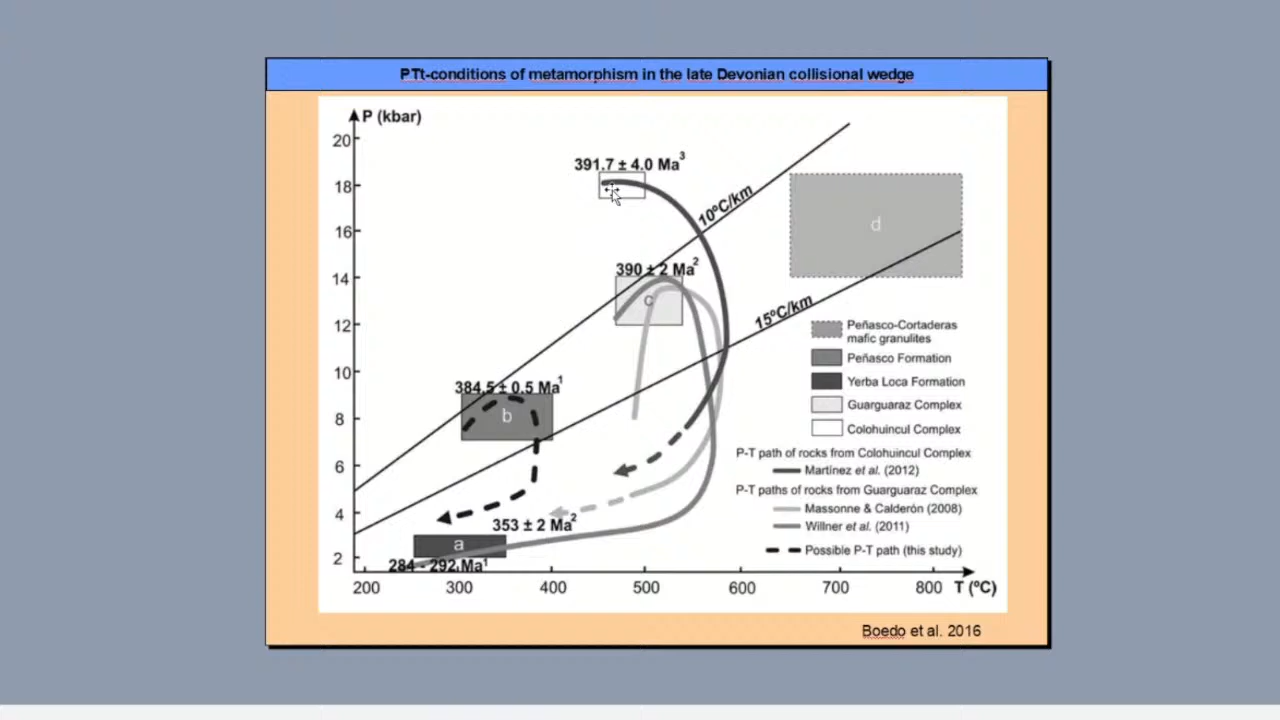 PTt-conditions of metamorphism in the late Devonian collisional wedge
P (kbar)
20
18
16
14
12
10
8
6
4
2
391.7 ± 4.0 Ma³
10ºC/km
d
390 ± 2 Ma²
c
15ºC/km
384.5 ± 0.5 Ma¹
b
353 ± 2 Ma²
a
284 - 292 Ma¹
Peñasco-Cortaderas
mafic granulites
Peñasco Formation
Yerba Loca Formation
Guarguaraz Complex
Colohuincul Complex
P-T path of rocks from Colohuincul Complex
Martínez et al. (2012)
P-T paths of rocks from Guarguaraz Complex
Massonne & Calderón (2008)
Willner et al. (2011)
Possible P-T path (this study)
200 300 400 500 600 700 800 T (ºC)
Boedo et al. 2016